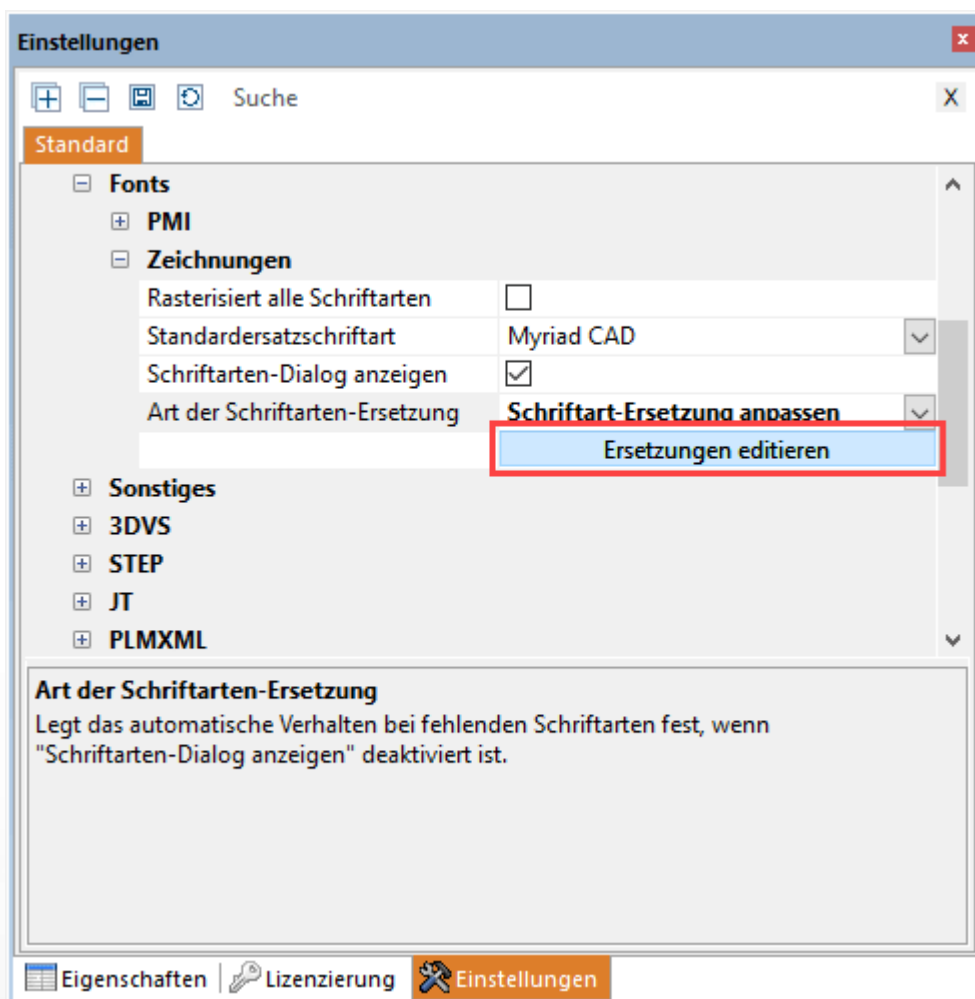 Einstellungen
Suche
X
Standard
Fonts
PMI
Zeichnungen
Rasterisiert alle Schriftarten
Standardersatzschriftart Myriad CAD
Schriftarten-Dialog anzeigen
Art der Schriftarten-Ersetzung Schriftart-Ersetzung anpassen
Ersetzungen editieren
Sonstiges
3DVS
STEP
JT
PLMXML
Art der Schriftarten-Ersetzung
Legt das automatische Verhalten bei fehlenden Schriftarten fest, wenn
"Schriftarten-Dialog anzeigen" deaktiviert ist.
Eigenschaften Lizenzierung Einstellungen